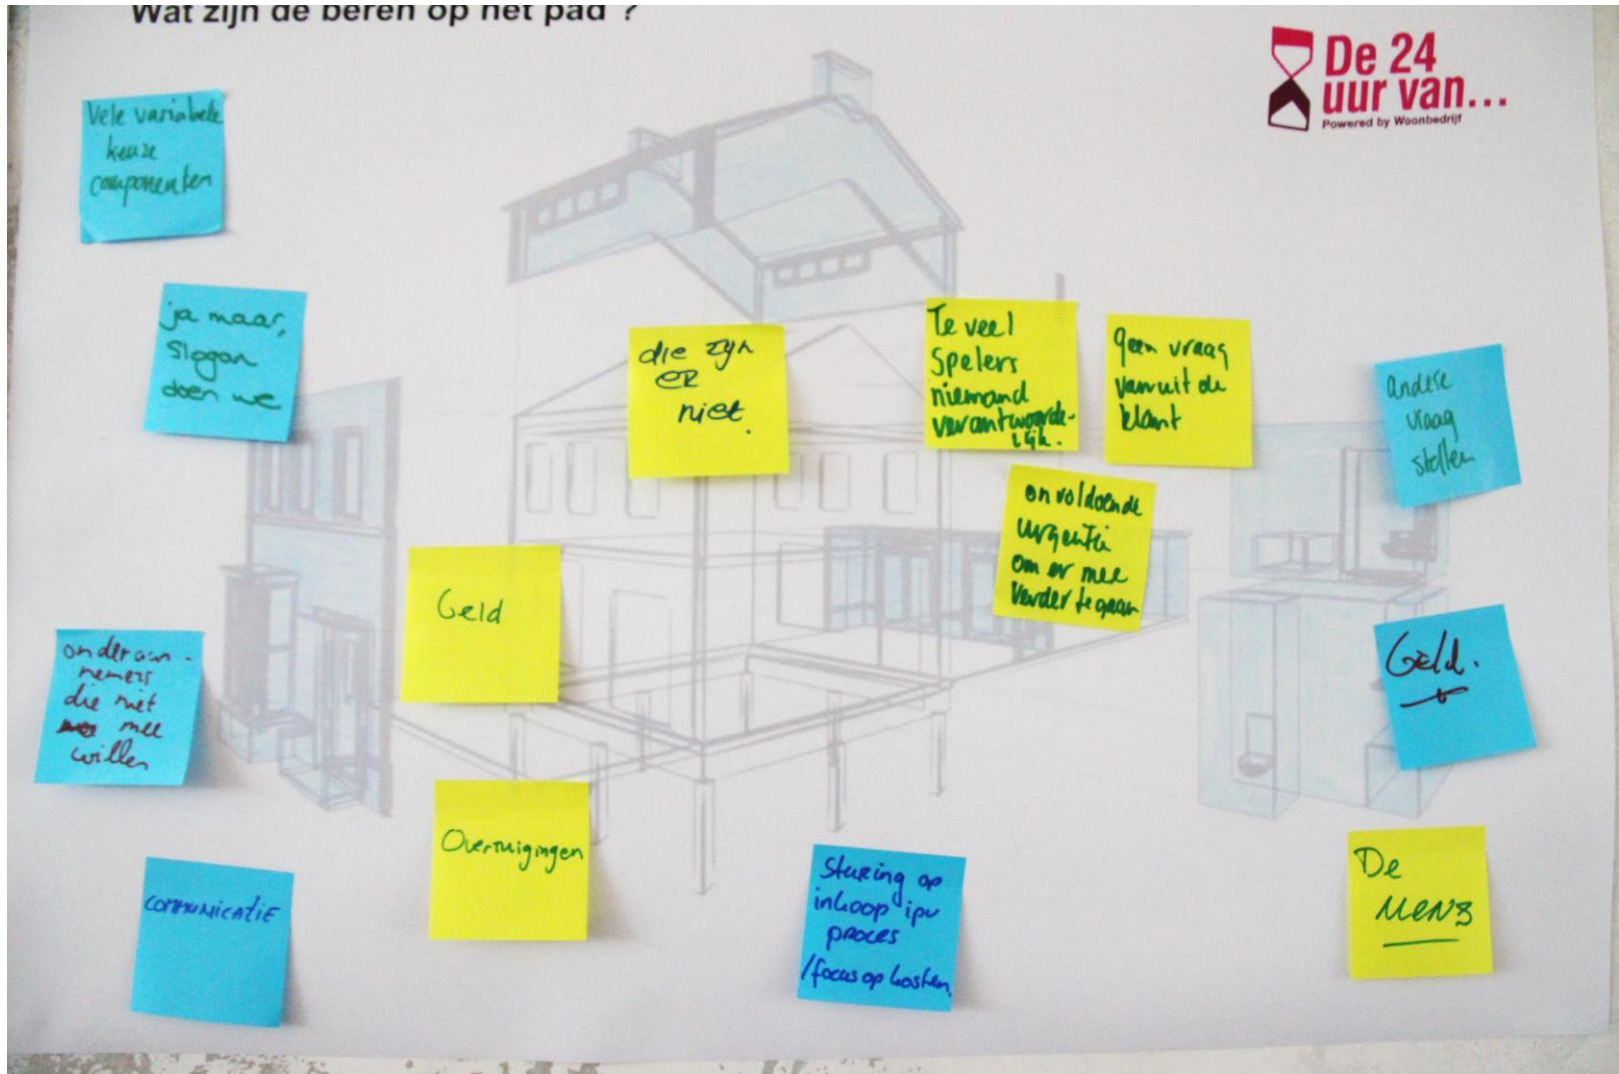 Wat zijn de beren op het pad ?
De 24
uur van...
Powered by Woonbedrijf
Vele variabele
keuze
componenten
ja maar,
Slogan
doen we
die zijn
ER
niet.
Te veel
spelers
niemand
verantwoorde-
lijk.
geen vraag
vanuit de
klant
andere
vraag
stellen
onvoldoende
urgentie
om er mee
verder te gaan
Geld
onderaan-
nemers
die niet
mee
willen
Geld.
Overtuigingen
COMMUNICATIE
Sturing op
inkoop ipv
proces
/focus op kosten.
De
MENS